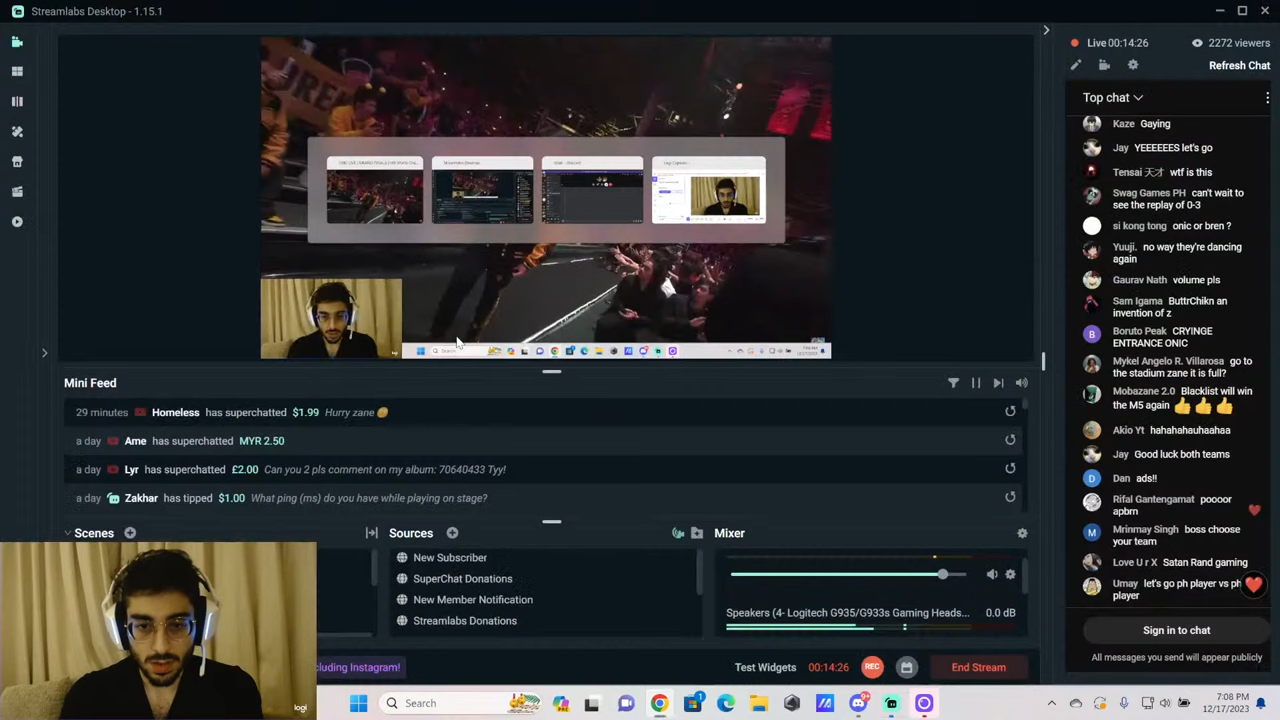 Streamlabs Desktop - 1.15.1
Live 00:14:26
2272 viewers
Refresh Chat
Top chat
Kaze Gaying
Jay YEEEEES let's go
wtf is this
can't wait to
see the replay of 0-3
si kong tong onic or bren ?
Yuuji. no way they're dancing
again
Gaurav Nath volume pls
Sam Igama ButtrChikn an
invention of z
Boruto Peak CRYINGE
ENTRANCE ONIC
Mykel Angelo R. Villarosa go to
the stadium zane it is full?
Mobazane 2.0 Blacklist will win
the M5 again 👍👍👍
Akio Yt hahahahauhaahaa
Jay Good luck both teams
Dan ads!!
Rifal Gantengamat poooor
apbrn
Mrinmay Singh boss choose
your team
Love U r X Satan Rand gaming
Umay let's go ph player vs ph
player
Sign in to chat
All messages you send will appear publicly
Streamlabs Desktop
Search
Mini Feed
29 minutes Homeless has superchatted $1.99 Hurry zane
a day Ame has superchatted MYR 2.50
a day Lyr has superchatted £2.00 Can you 2 pls comment on my album: 70640433 Tyy!
a day Zakhar has tipped $1.00 What ping (ms) do you have while playing on stage?
Scenes
Sources
Mixer
New Subscriber
SuperChat Donations
New Member Notification
Streamlabs Donations
Speakers (4- Logitech G935/G933s Gaming Heads...
0.0 dB
cluding Instagram!
Test Widgets
00:14:26
REC
End Stream
logi
Search
1
9+
7:08 PM
12/17/2023